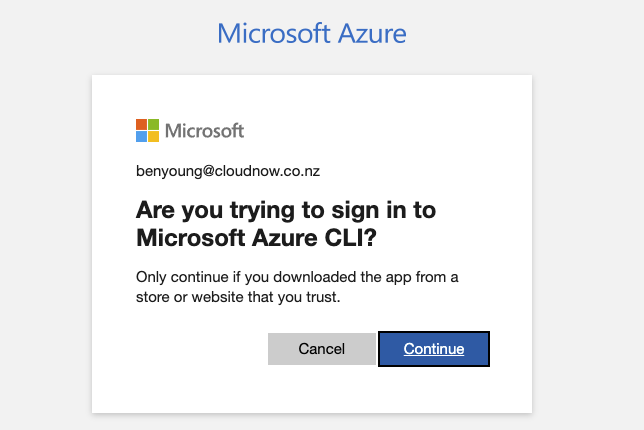 Microsoft Azure
Microsoft
benyoung@cloudnow.co.nz
Are you trying to sign in to
Microsoft Azure CLI?
Only continue if you downloaded the app from a
store or website that you trust.
Cancel
Continue